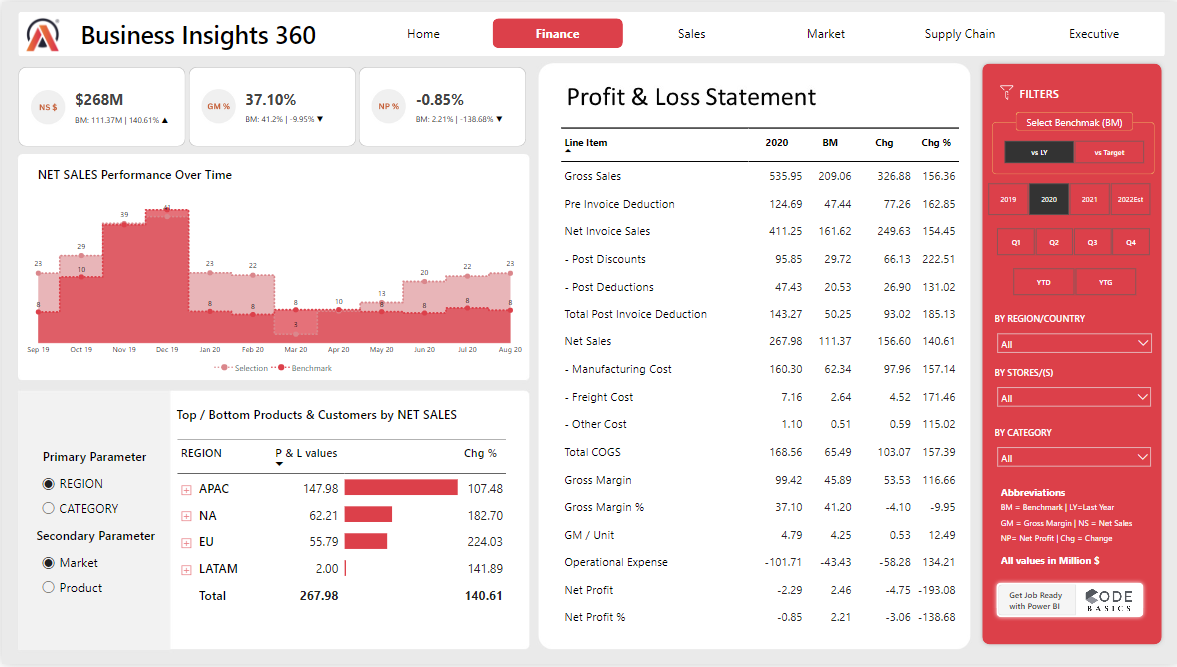 Business Insights 360
Home Finance Sales Market Supply Chain Executive
NS $ $268M
BM: 111.37M | 140.61% ▲
GM % 37.10%
BM: 41.2% | -9.95% ▼
NP % -0.85%
BM: 2.21% | -138.68% ▼
NET SALES Performance Over Time
23 29 39 41 23 22 8 10 13 20 22 23
8 10 8 8 3 8 8 8 8
Sep 19 Oct 19 Nov 19 Dec 19 Jan 20 Feb 20 Mar 20 Apr 20 May 20 Jun 20 Jul 20 Aug 20
Selection Benchmark
Primary Parameter
REGION
CATEGORY
Secondary Parameter
Market
Product
Top / Bottom Products & Customers by NET SALES
REGION P & L values Chg %
APAC 147.98 107.48
NA 62.21 182.70
EU 55.79 224.03
LATAM 2.00 141.89
Total 267.98 140.61
Profit & Loss Statement
Line Item 2020 BM Chg Chg %
Gross Sales 535.95 209.06 326.88 156.36
Pre Invoice Deduction 124.69 47.44 77.26 162.85
Net Invoice Sales 411.25 161.62 249.63 154.45
- Post Discounts 95.85 29.72 66.13 222.51
- Post Deductions 47.43 20.53 26.90 131.02
Total Post Invoice Deduction 143.27 50.25 93.02 185.13
Net Sales 267.98 111.37 156.60 140.61
- Manufacturing Cost 160.30 62.34 97.96 157.14
- Freight Cost 7.16 2.64 4.52 171.46
- Other Cost 1.10 0.51 0.59 115.02
Total COGS 168.56 65.49 103.07 157.39
Gross Margin 99.42 45.89 53.53 116.66
Gross Margin % 37.10 41.20 -4.10 -9.95
GM / Unit 4.79 4.25 0.53 12.49
Operational Expense -101.71 -43.43 -58.28 134.21
Net Profit -2.29 2.46 -4.75 -193.08
Net Profit % -0.85 2.21 -3.06 -138.68
FILTERS
Select Benchmak (BM)
vs LY vs Target
2019 2020 2021 2022Est
Q1 Q2 Q3 Q4
YTD YTG
BY REGION/COUNTRY
All
BY STORES/(S)
All
BY CATEGORY
All
Abbreviations
BM = Benchmark | LY=Last Year
GM = Gross Margin | NS = Net Sales
NP= Net Profit | Chg = Change
All values in Million $
Get Job Ready
with Power BI
CODE
BASICS